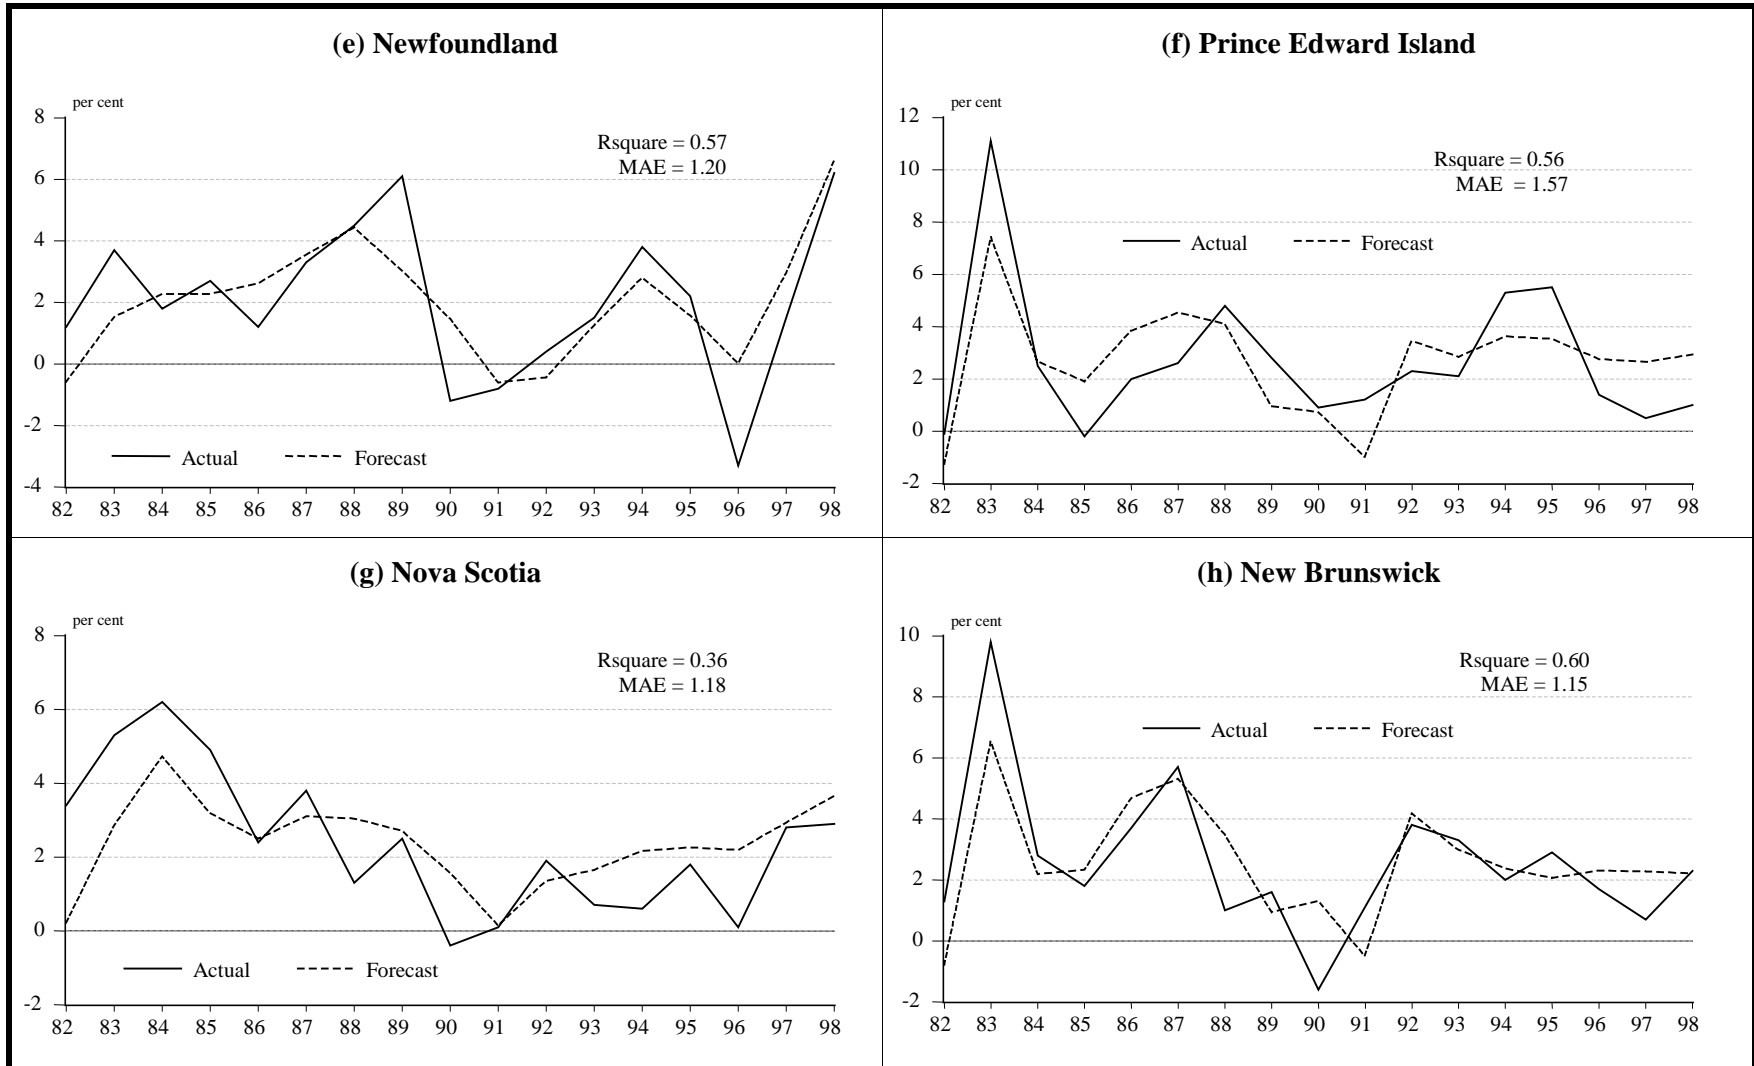 (e) Newfoundland
per cent
8
6
4
2
0
-2
-4
Rsquare = 0.57
MAE = 1.20
Actual Forecast
82 83 84 85 86 87 88 89 90 91 92 93 94 95 96 97 98
(f) Prince Edward Island
per cent
12
10
8
6
4
2
0
-2
Rsquare = 0.56
MAE = 1.57
Actual Forecast
82 83 84 85 86 87 88 89 90 91 92 93 94 95 96 97 98
(g) Nova Scotia
per cent
8
6
4
2
0
-2
Rsquare = 0.36
MAE = 1.18
Actual Forecast
82 83 84 85 86 87 88 89 90 91 92 93 94 95 96 97 98
(h) New Brunswick
per cent
10
8
6
4
2
0
-2
Rsquare = 0.60
MAE = 1.15
Actual Forecast
82 83 84 85 86 87 88 89 90 91 92 93 94 95 96 97 98